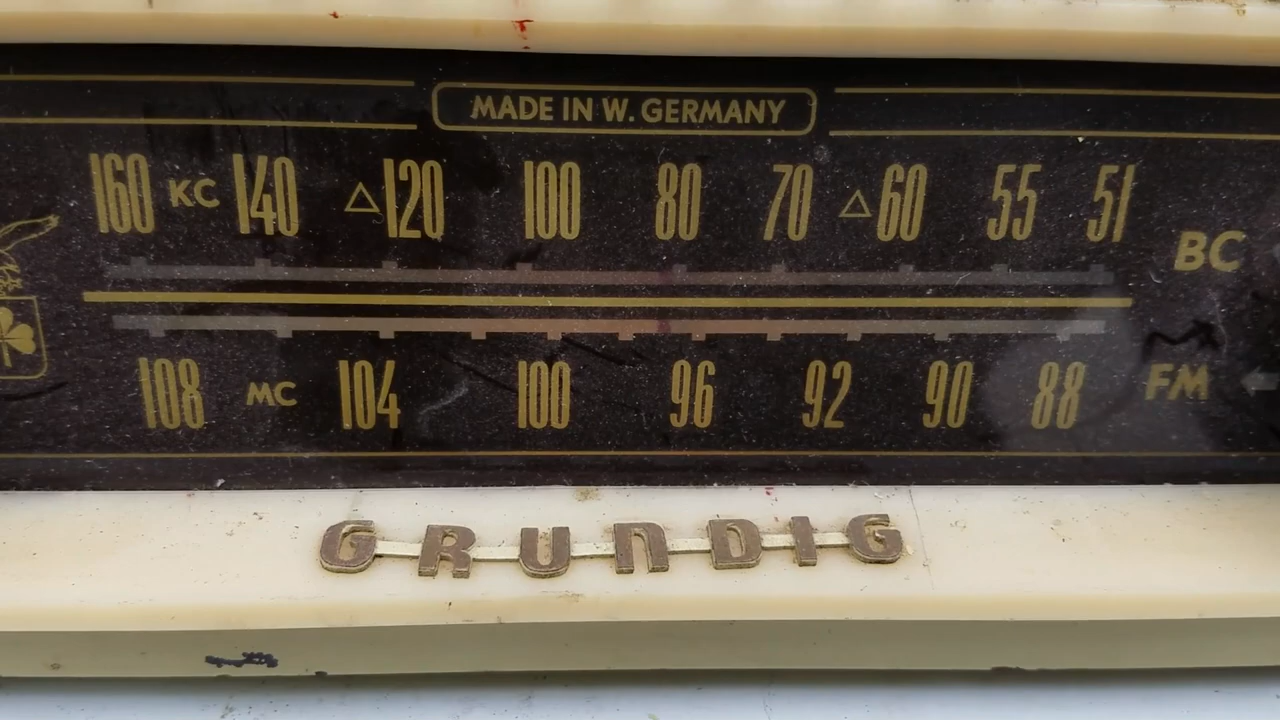 MADE IN W. GERMANY
160 KC 140 △120 100 80 70 △60 55 51
BC
108 MC 104 100 96 92 90 88 FM
GRUNDIG